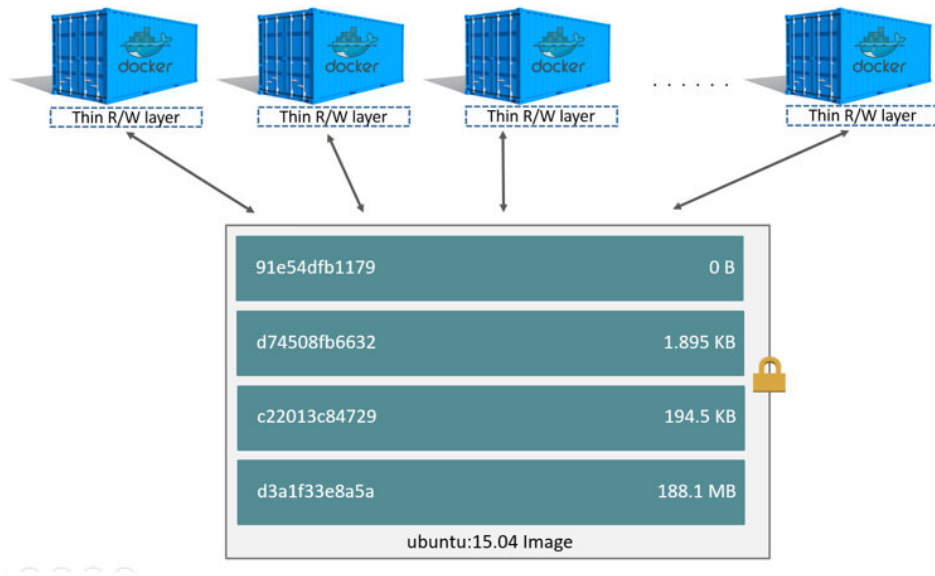 docker
docker
docker
docker
. . . . . .
Thin R/W layer
Thin R/W layer
Thin R/W layer
Thin R/W layer
91e54dfb1179 0 B
d74508fb6632 1.895 KB
c22013c84729 194.5 KB
d3a1f33e8a5a 188.1 MB
ubuntu:15.04 Image